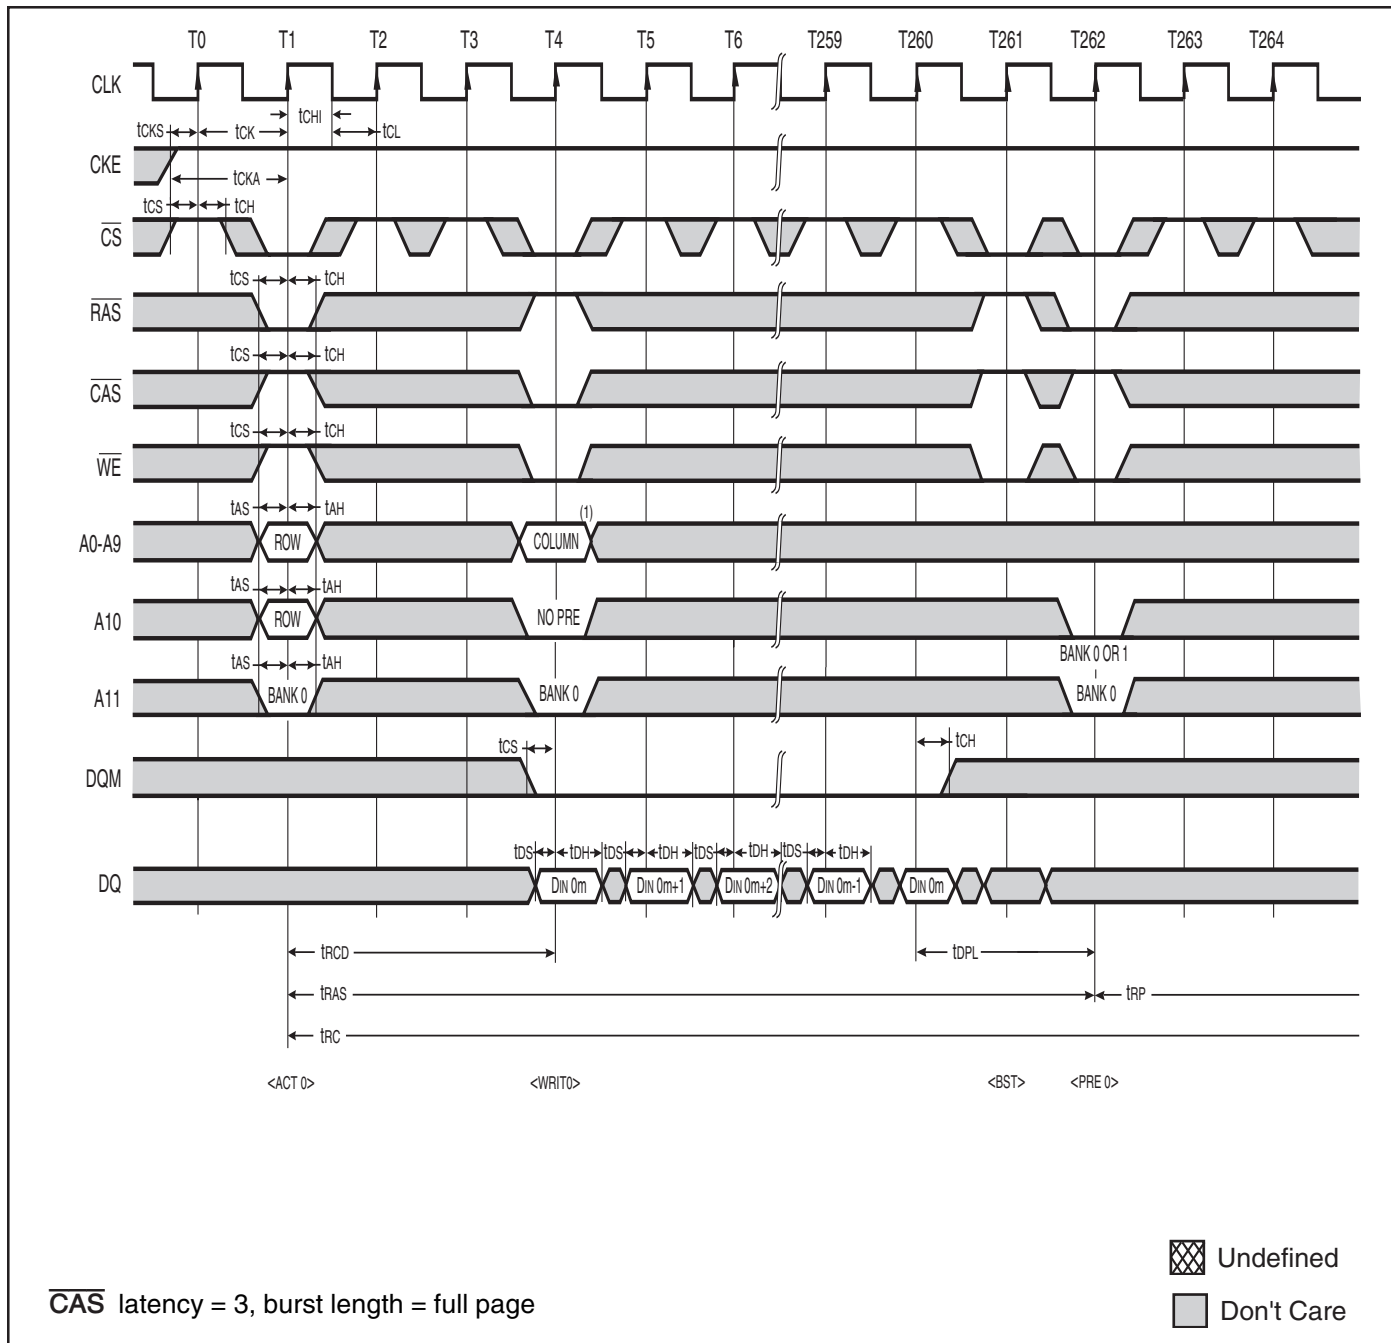 T0 T1 T2 T3 T4 T5 T6 T259 T260 T261 T262 T263 T264
CLK
tCHI
tCKS tCK tCL
CKE
tCKA
tCS tCH
CS
tCS tCH
RAS
tCS tCH
CAS
tCS tCH
WE
tAS tAH (1)
A0-A9 ROW COLUMN
tAS tAH
A10 ROW NO PRE
BANK 0 OR 1
tAS tAH
A11 BANK 0 BANK 0 BANK 0
tCS tCH
DQM
tDS tDH tDS tDH tDS tDH tDS tDH
DQ DIN 0m DIN 0m+1 DIN 0m+2 DIN 0m-1 DIN 0m
tRCD tDPL
tRAS tRP
tRC
<ACT 0> <WRIT0> <BST> <PRE 0>
Undefined
CAS latency = 3, burst length = full page
Don't Care